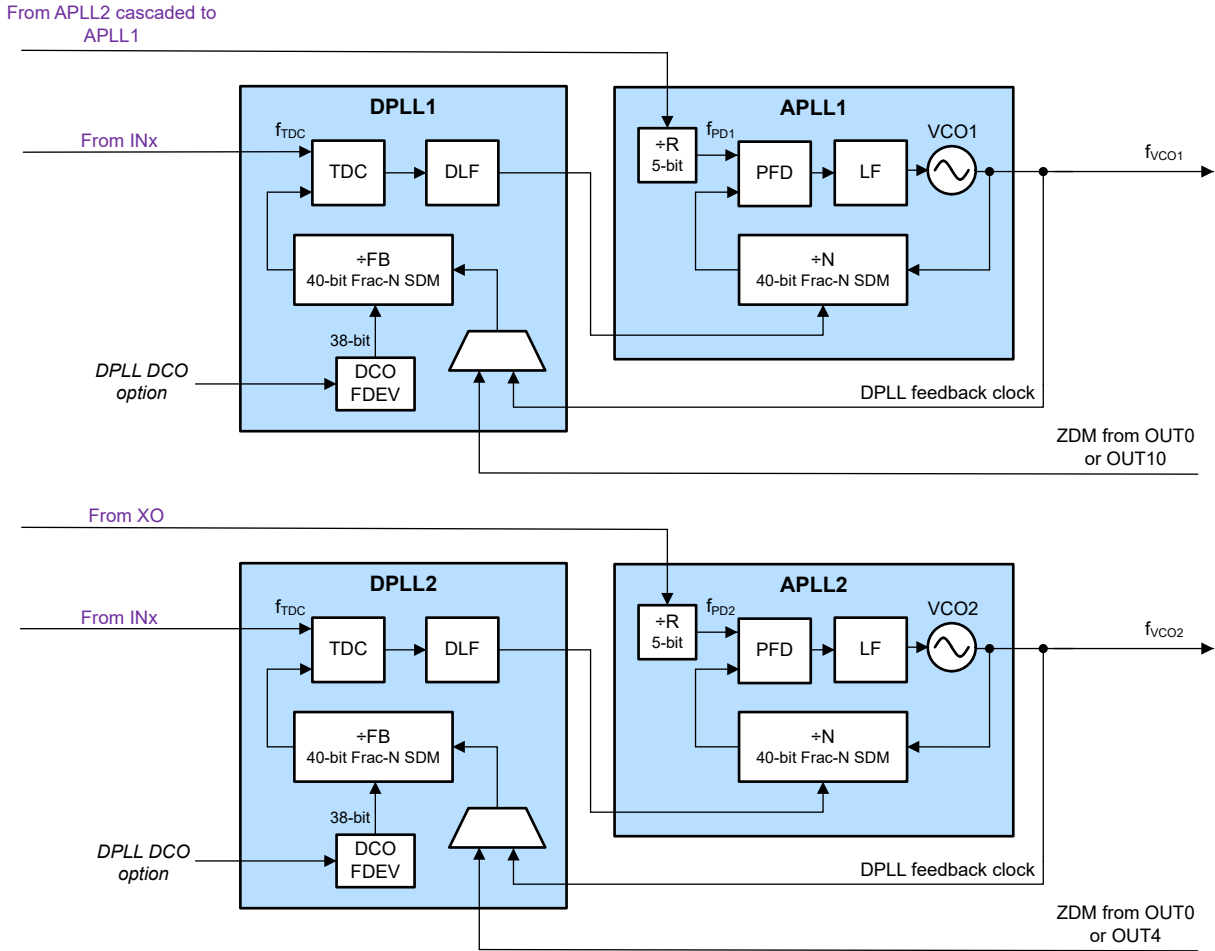 From APLL2 cascaded to
APLL1
DPLL1
APLL1
From INx
fTDC
TDC
DLF
÷R
5-bit
fPD1
PFD
LF
VCO1
fVCO1
÷FB
40-bit Frac-N SDM
÷N
40-bit Frac-N SDM
38-bit
DPLL DCO
option
DCO
FDEV
DPLL feedback clock
ZDM from OUT0
or OUT10
From XO
DPLL2
APLL2
From INx
fTDC
TDC
DLF
÷R
5-bit
fPD2
PFD
LF
VCO2
fVCO2
÷FB
40-bit Frac-N SDM
÷N
40-bit Frac-N SDM
38-bit
DPLL DCO
option
DCO
FDEV
DPLL feedback clock
ZDM from OUT0
or OUT4